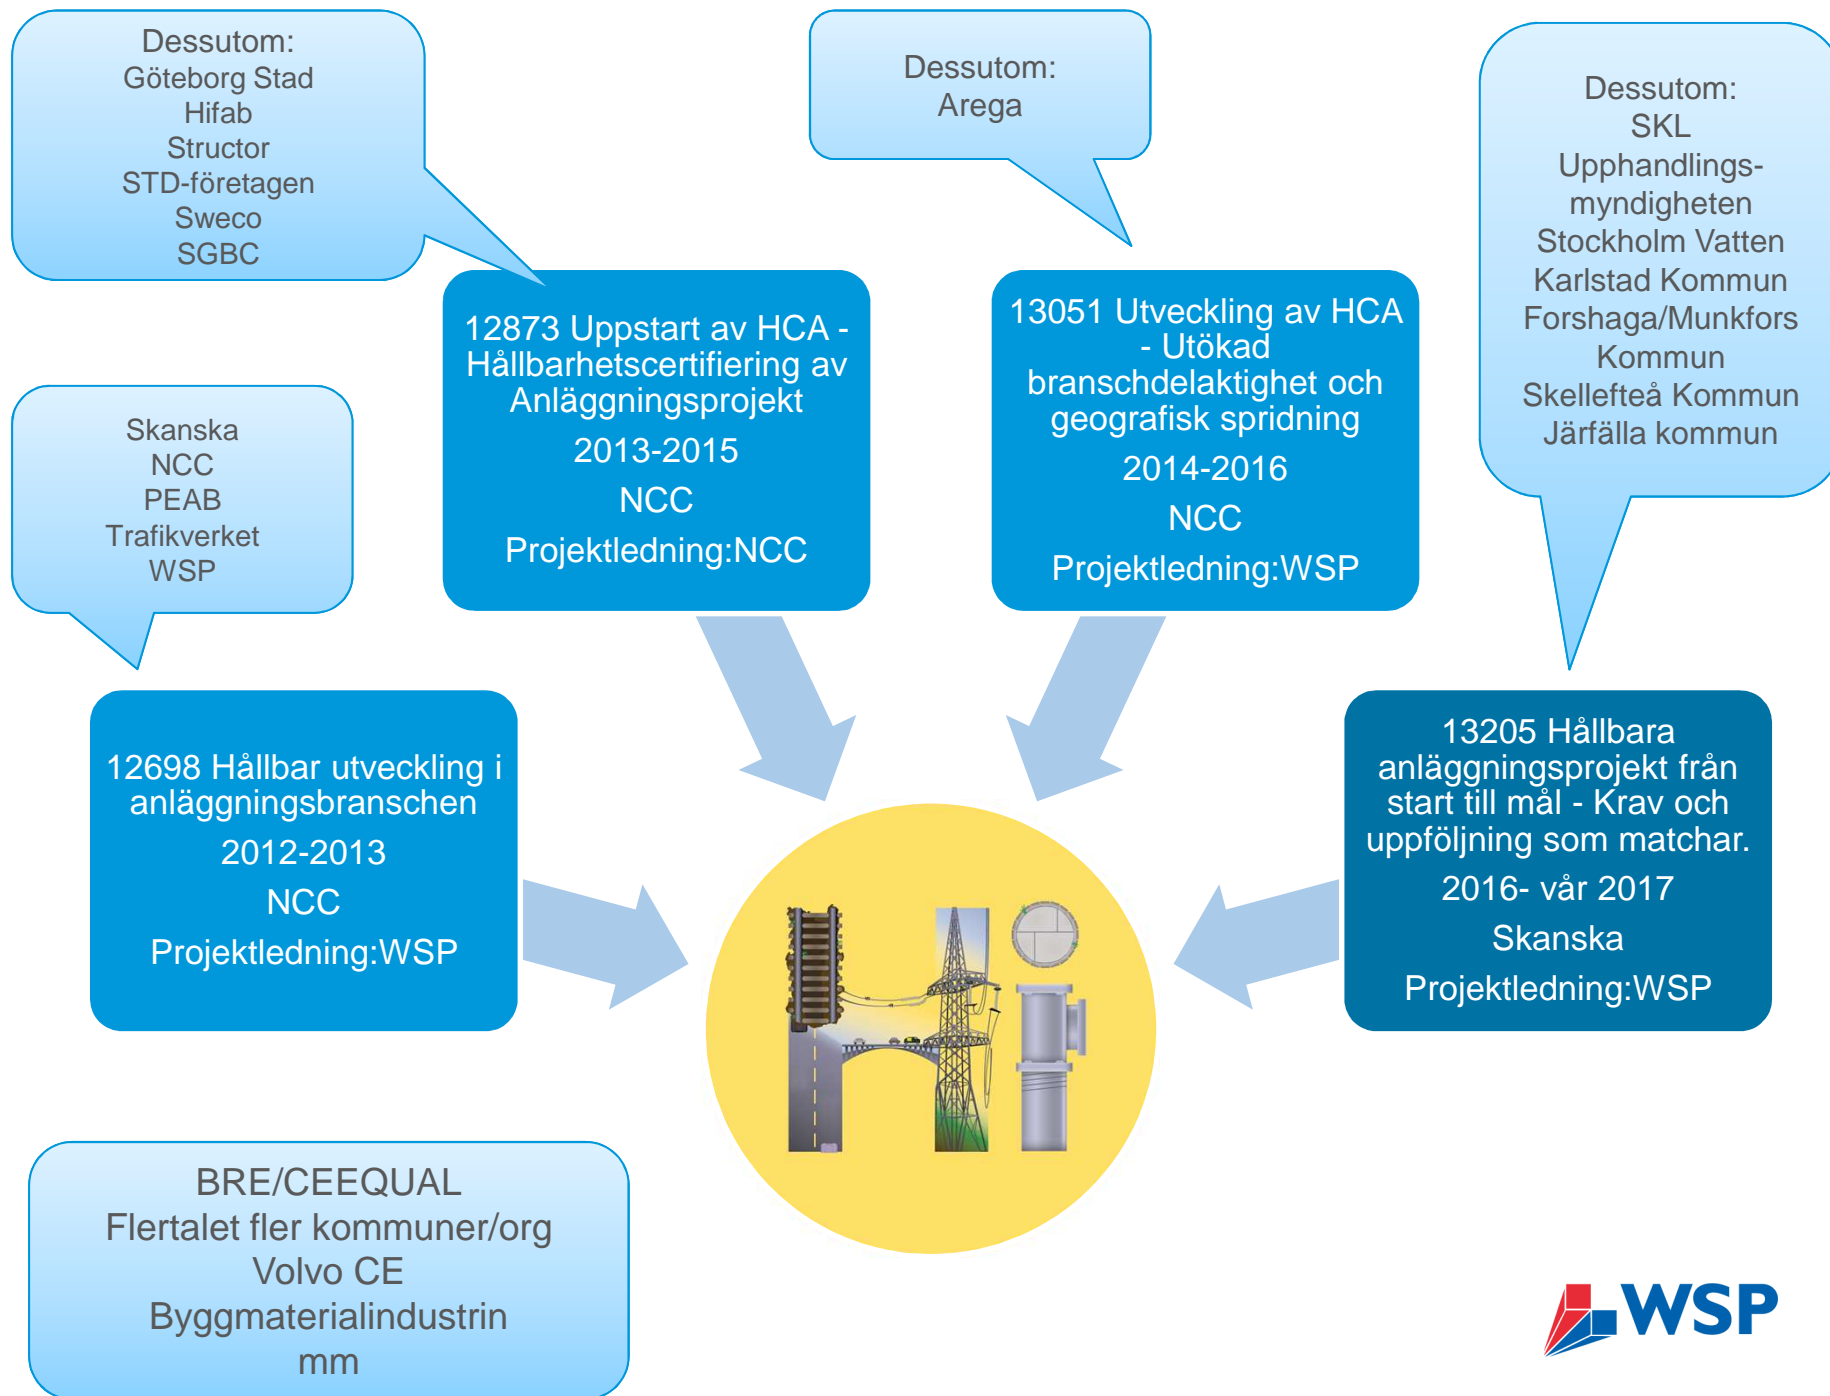 Dessutom:
Göteborg Stad
Hifab
Structor
STD-företagen
Sweco
SGBC
Dessutom:
Arega
Dessutom:
SKL
Upphandlings-
myndigheten
Stockholm Vatten
Karlstad Kommun
Forshaga/Munkfors
Kommun
Skellefteå Kommun
Järfälla kommun
12873 Uppstart av HCA -
Hållbarhetscertifiering av
Anläggningsprojekt
2013-2015
NCC
Projektledning:NCC
13051 Utveckling av HCA
- Utökad
branschdelaktighet och
geografisk spridning
2014-2016
NCC
Projektledning:WSP
Skanska
NCC
PEAB
Trafikverket
WSP
12698 Hållbar utveckling i
anläggningsbranschen
2012-2013
NCC
Projektledning:WSP
13205 Hållbara
anläggningsprojekt från
start till mål - Krav och
uppföljning som matchar.
2016- vår 2017
Skanska
Projektledning:WSP
BRE/CEEQUAL
Flertalet fler kommuner/org
Volvo CE
Byggmaterialindustrin
mm
WSP